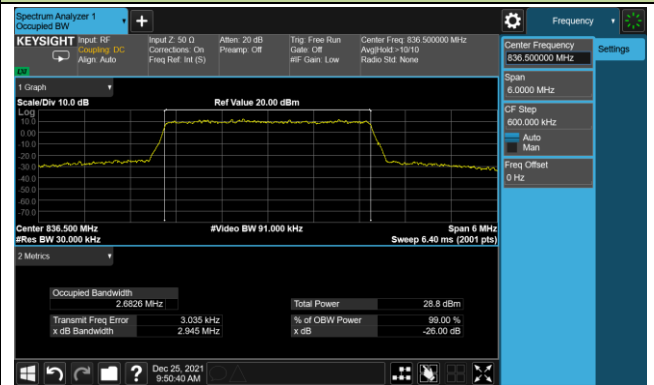 Spectrum Analyzer 1
Occupied BW
Frequency
KEYSIGHT
Input: RF
Coupling: DC
Align: Auto
Input Z: 50 Ω
Corrections: On
Freq Ref: Int (S)
Atten: 20 dB
Preamp: Off
Trig: Free Run
Gate: Off
#IF Gain: Low
Center Freq: 836.500000 MHz
Avg|Hold:>10/10
Radio Std: None
Center Frequency
836.500000 MHz
Settings
Span
6.0000 MHz
CF Step
600.000 kHz
Auto
Man
Freq Offset
0 Hz
1 Graph
Scale/Div 10.0 dB
Ref Value 20.00 dBm
Log
10.0
0.00
-10.0
-20.0
-30.0
-40.0
-50.0
-60.0
-70.0
Center 836.500 MHz
#Video BW 91.000 kHz
Span 6 MHz
#Res BW 30.000 kHz
Sweep 6.40 ms (2001 pts)
2 Metrics
Occupied Bandwidth
2.6826 MHz
Total Power
28.8 dBm
Transmit Freq Error
3.035 kHz
% of OBW Power
99.00 %
x dB Bandwidth
2.945 MHz
x dB
-26.00 dB
?
Dec 25, 2021
9:50:40 AM